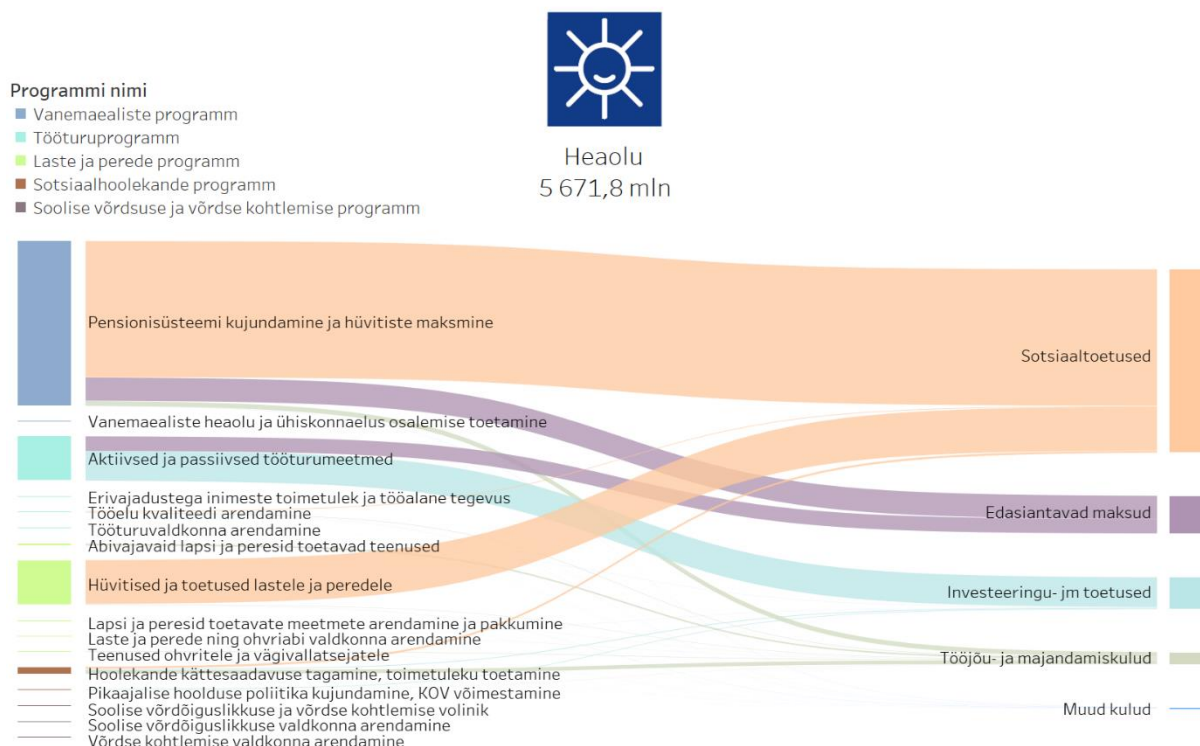 Heaolu
5 671,8 mln
Programmi nimi
Vanemaealiste programm
Tööturuprogramm
Laste ja perede programm
Sotsiaalhoolekande programm
Soolise võrdsuse ja võrdse kohtlemise programm
Pensionisüsteemi kujundamine ja hüvitiste maksmine
Vanemaealiste heaolu ja ühiskonnaelus osalemise toetamine
Aktiivsed ja passiivsed tööturumeetmed
Erivajadustega inimeste toimetulek ja tööalane tegevus
Tööelu kvaliteedi arendamine
Tööturuvaldkonna arendamine
Abivajavaid lapsi ja peresid toetavad teenused
Hüvitised ja toetused lastele ja peredele
Lapsi ja peresid toetavate meetmete arendamine ja pakkumine
Laste ja perede ning ohvriabi valdkonna arendamine
Teenused ohvritele ja vägivallatsejatele
Hoolekande kättesaadavuse tagamine, toimetuleku toetamine
Pikaajalise hoolduse poliitika kujundamine, KOV võimestamine
Soolise võrdõiguslikkuse ja võrdse kohtlemise volinik
Soolise võrdõiguslikkuse valdkonna arendamine
Võrdse kohtlemise valdkonna arendamine
Sotsiaaltoetused
Edasiantavad maksud
Investeeringu- jm toetused
Tööjõu- ja majandamiskulud
Muud kulud